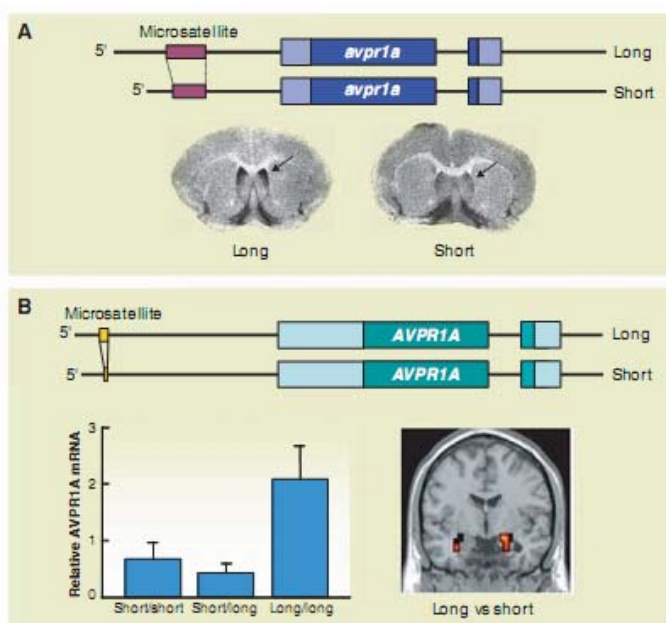 A
Microsatellite
5' avpr1a Long
5' avpr1a Short
Long Short
B
Microsatellite
5' AVPR1A Long
5' AVPR1A Short
Relative AVPR1A mRNA
3
2
1
0
Short/short Short/long Long/long
Long vs short